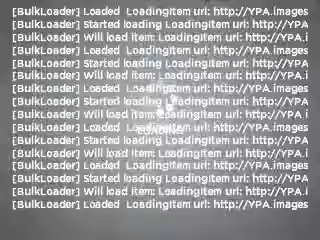 [BulkLoader] Loaded  LoadingItem url: http://YPA.images
[BulkLoader] Started loading LoadingItem url: http://YPA
[BulkLoader] Will load item: LoadingItem url: http://YPA.i
[BulkLoader] Loaded  LoadingItem url: http://YPA.images
[BulkLoader] Started loading LoadingItem url: http://YPA
[BulkLoader] Will load item: LoadingItem url: http://YPA.i
[BulkLoader] Loaded  LoadingItem url: http://YPA.images
[BulkLoader] Started loading LoadingItem url: http://YPA
[BulkLoader] Will load item: LoadingItem url: http://YPA.i
[BulkLoader] Loaded  LoadingItem url: http://YPA.images
LOADING
[BulkLoader] Started loading LoadingItem url: http://YPA
[BulkLoader] Will load item: LoadingItem url: http://YPA.i
[BulkLoader] Loaded  LoadingItem url: http://YPA.images
[BulkLoader] Started loading LoadingItem url: http://YPA
[BulkLoader] Will load item: LoadingItem url: http://YPA.i
[BulkLoader] Loaded  LoadingItem url: http://YPA.images